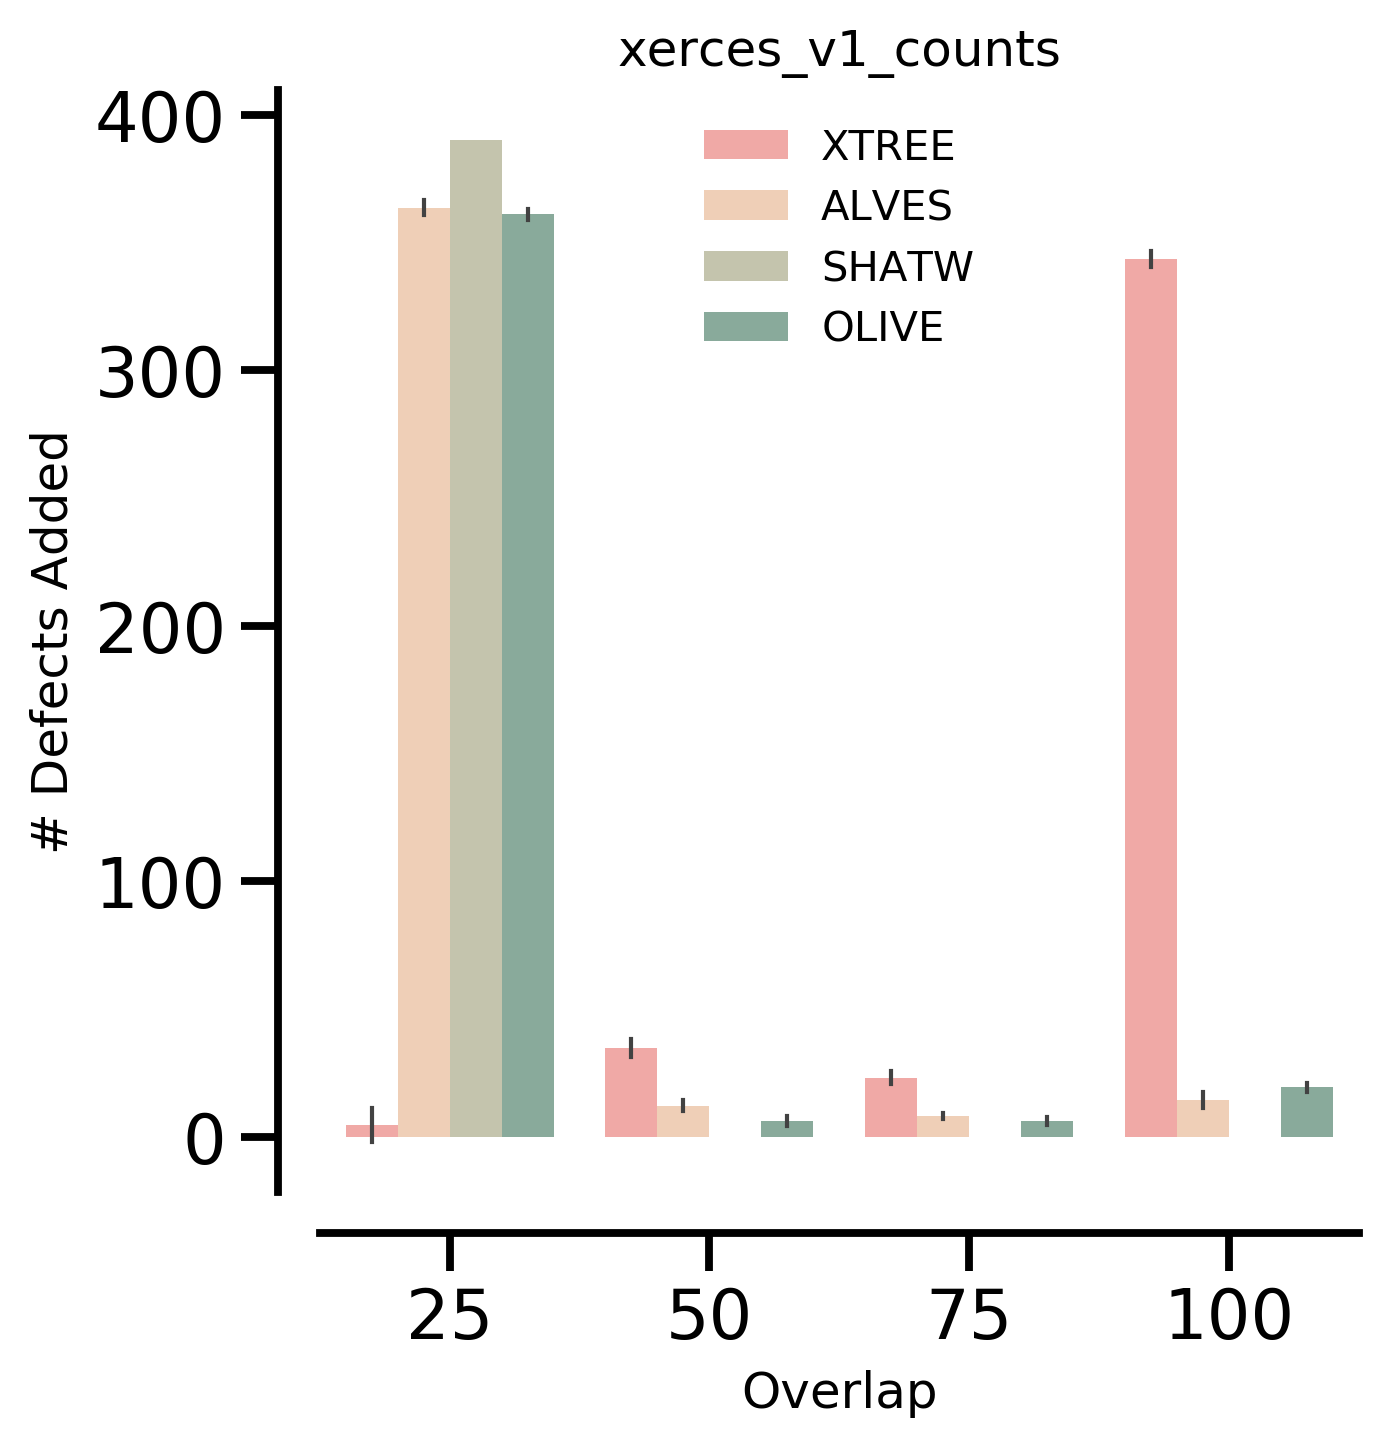 xerces_v1_counts
XTREE
ALVES
SHATW
OLIVE
# Defects Added
400
300
200
100
0
25 50 75 100
Overlap